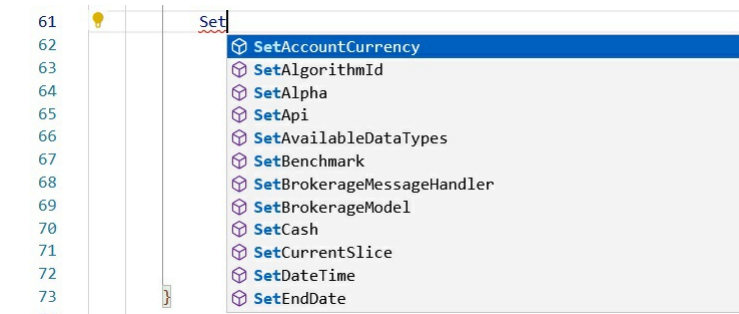 61 Set
62 SetAccountCurrency
63 SetAlgorithmId
64 SetAlpha
65 SetApi
66 SetAvailableDataTypes
67 SetBenchmark
68 SetBrokerageMessageHandler
69 SetBrokerageModel
70 SetCash
71 SetCurrentSlice
72 SetDateTime
73 } SetEndDate